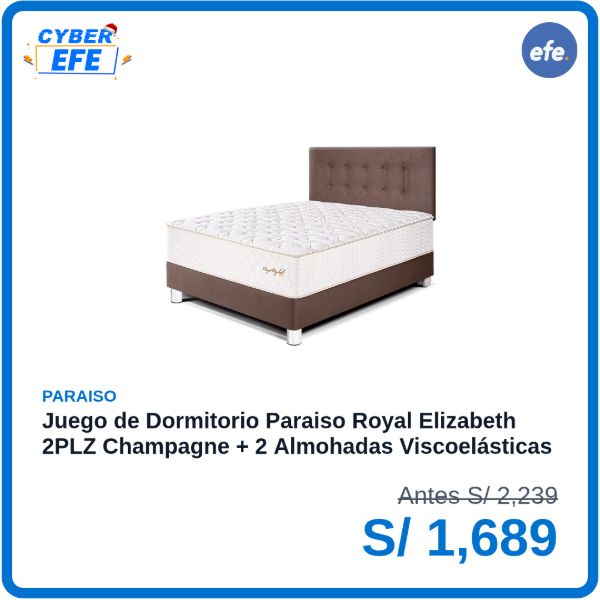 CYBER
EFE
efe.
PARAISO
Juego de Dormitorio Paraiso Royal Elizabeth
2PLZ Champagne + 2 Almohadas Viscoelásticas
Antes S/ 2,239
S/ 1,689